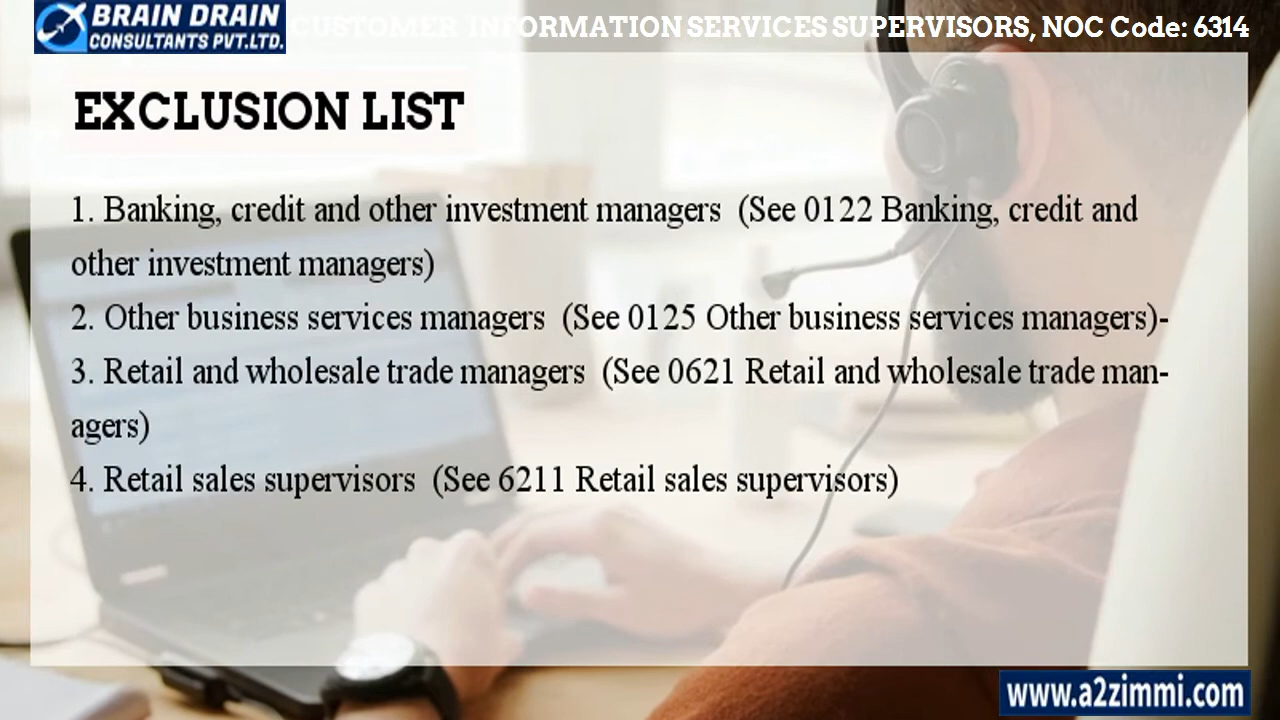 BRAIN DRAIN
CONSULTANTS PVT.LTD.
CUSTOMER INFORMATION SERVICES SUPERVISORS, NOC Code: 6314
EXCLUSION LIST
1. Banking, credit and other investment managers (See 0122 Banking, credit and
other investment managers)
2. Other business services managers (See 0125 Other business services managers)-
3. Retail and wholesale trade managers (See 0621 Retail and wholesale trade man-
agers)
4. Retail sales supervisors (See 6211 Retail sales supervisors)
www.a2zimmi.com